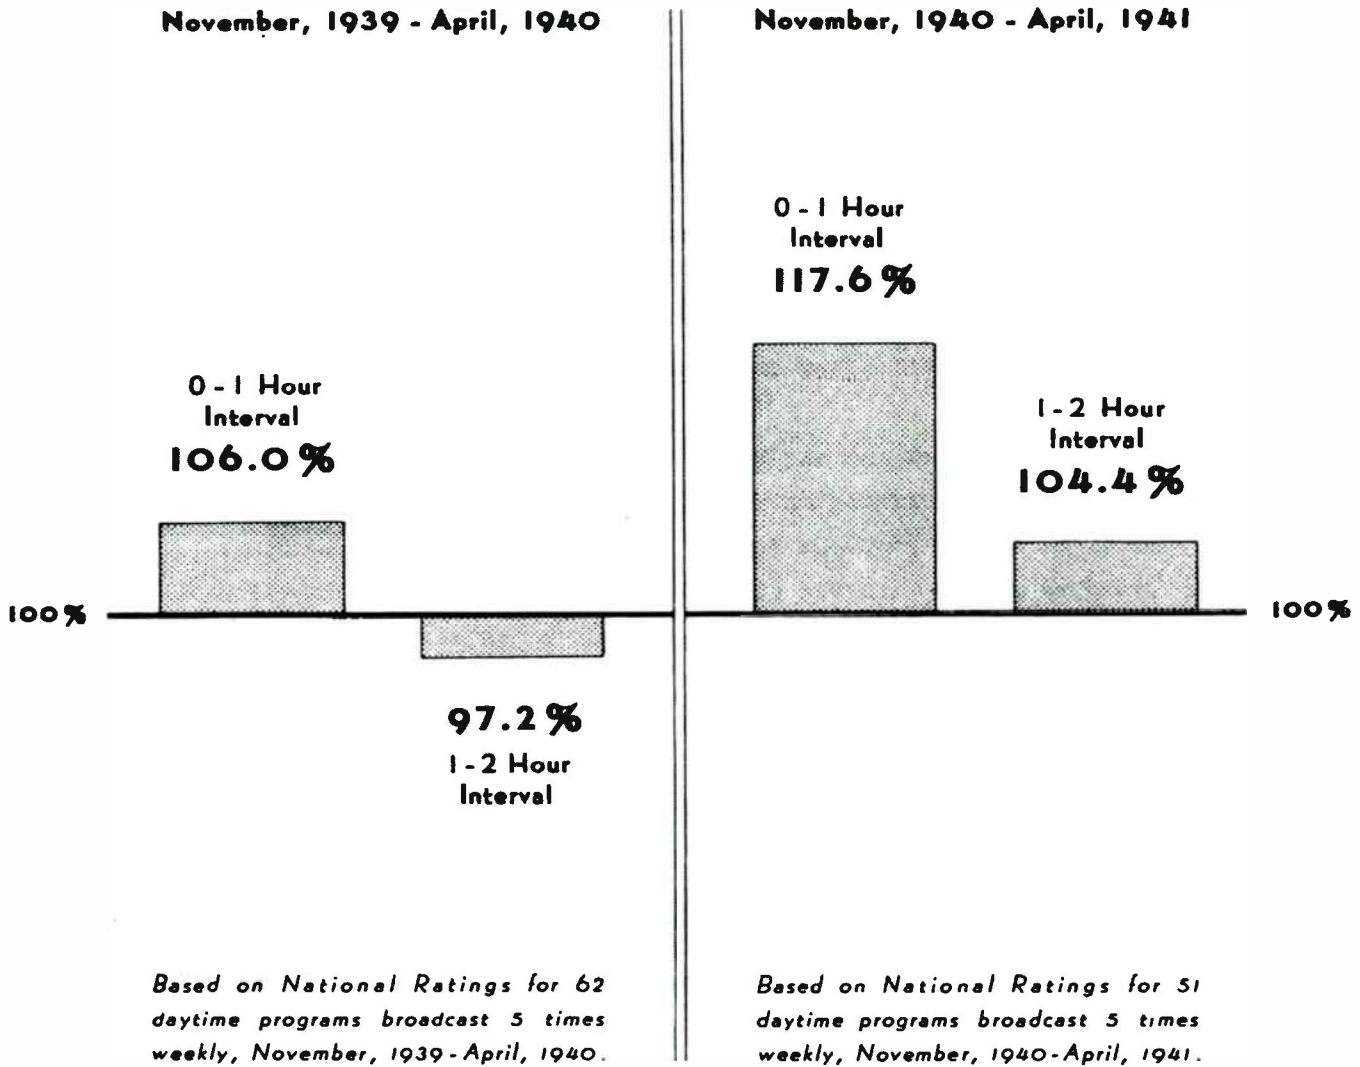 November, 1939 - April, 1940
0 - 1 Hour
Interval
106.0%
100%
97.2%
1 - 2 Hour
Interval
Based on National Ratings for 62
daytime programs broadcast 5 times
weekly, November, 1939 - April, 1940.
November, 1940 - April, 1941
0 - 1 Hour
Interval
117.6%
1 - 2 Hour
Interval
104.4%
100%
Based on National Ratings for 51
daytime programs broadcast 5 times
weekly, November, 1940 - April, 1941.